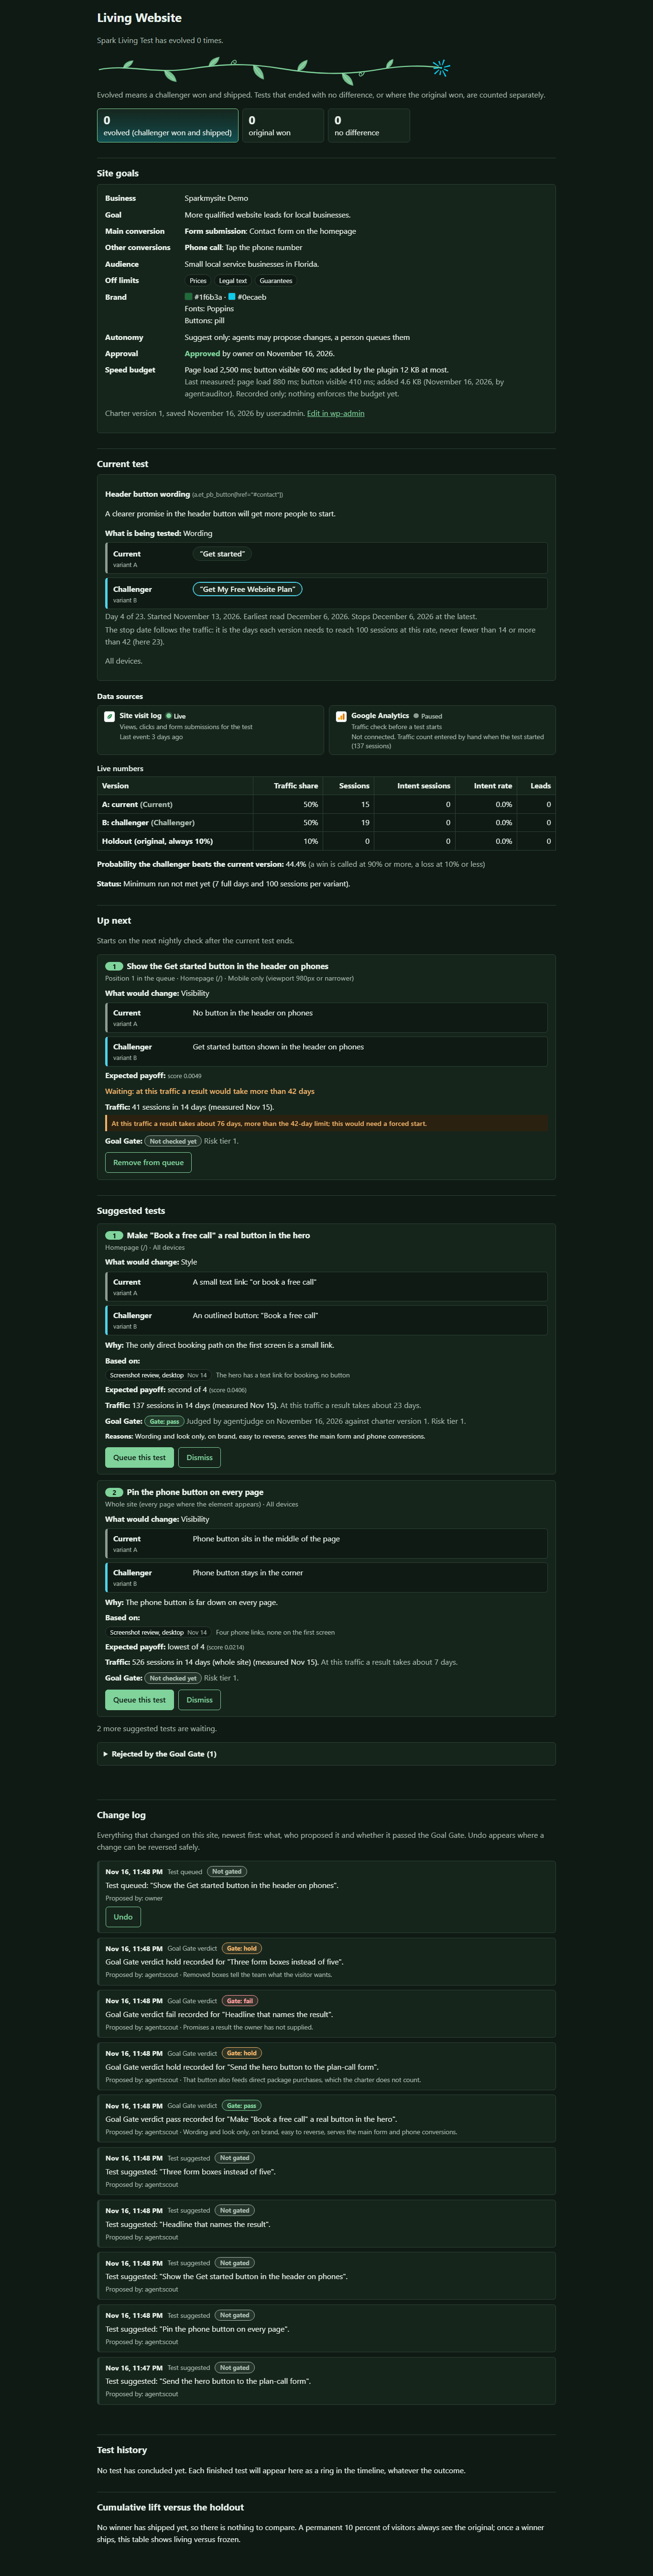 Living Website
Spark Living Test has evolved 0 times.
Evolved means a challenger won and shipped. Tests that ended with no difference, or where the original won, are counted separately.
0
evolved (challenger won and shipped)
0
original won
0
no difference
Site goals
Business Sparkmysite Demo
Goal More qualified website leads for local businesses.
Main conversion Form submission: Contact form on the homepage
Other conversions Phone call: Tap the phone number
Audience Small local service businesses in Florida.
Off limits Prices Legal text Guarantees
Brand #1f6b3a · #0ecaeb
Fonts: Poppins
Buttons: pill
Autonomy Suggest only: agents may propose changes, a person queues them
Approval Approved by owner on November 16, 2026.
Speed budget Page load 2,500 ms; button visible 600 ms; added by the plugin 12 KB at most.
Last measured: page load 880 ms; button visible 410 ms; added 4.6 KB (November 16, 2026, by
agent:auditor). Recorded only; nothing enforces the budget yet.
Charter version 1, saved November 16, 2026 by user:admin. Edit in wp-admin
Current test
Header button wording (a.et_pb_button[href="#contact"])
A clearer promise in the header button will get more people to start.
What is being tested: Wording
Current "Get started"
variant A
Challenger "Get My Free Website Plan"
variant B
Day 4 of 23. Started November 13, 2026. Earliest read December 6, 2026. Stops December 6, 2026 at the latest.
The stop date follows the traffic: it is the days each version needs to reach 100 sessions at this rate, never fewer than 14 or more
than 42 (here 23).
All devices.
Data sources
Site visit log Live
Views, clicks and form submissions for the test
Last event: 3 days ago
Google Analytics Paused
Traffic check before a test starts
Not connected. Traffic count entered by hand when the test started
(137 sessions)
Live numbers
Version Traffic share Sessions Intent sessions Intent rate Leads
A: current (Current) 50% 15 0 0.0% 0
B: challenger (Challenger) 50% 19 0 0.0% 0
Holdout (original, always 10%) 10% 0 0 0.0% 0
Probability the challenger beats the current version: 44.4% (a win is called at 90% or more, a loss at 10% or less)
Status: Minimum run not met yet (7 full days and 100 sessions per variant).
Up next
Starts on the next nightly check after the current test ends.
1 Show the Get started button in the header on phones
Position 1 in the queue · Homepage (/) · Mobile only (viewport 980px or narrower)
What would change: Visibility
Current No button in the header on phones
variant A
Challenger Get started button shown in the header on phones
variant B
Expected payoff: score 0.0049
Waiting: at this traffic a result would take more than 42 days
Traffic: 41 sessions in 14 days (measured Nov 15).
At this traffic a result takes about 76 days, more than the 42-day limit; this would need a forced start.
Goal Gate: Not checked yet Risk tier 1.
Remove from queue
Suggested tests
1 Make "Book a free call" a real button in the hero
Homepage (/) · All devices
What would change: Style
Current A small text link: "or book a free call"
variant A
Challenger An outlined button: "Book a free call"
variant B
Why: The only direct booking path on the first screen is a small link.
Based on:
Screenshot review, desktop Nov 14 The hero has a text link for booking, no button
Expected payoff: second of 4 (score 0.0406)
Traffic: 137 sessions in 14 days (measured Nov 15). At this traffic a result takes about 23 days.
Goal Gate: Gate: pass Judged by agent:judge on November 16, 2026 against charter version 1. Risk tier 1.
Reasons: Wording and look only, on brand, easy to reverse, serves the main form and phone conversions.
Queue this test Dismiss
2 Pin the phone button on every page
Whole site (every page where the element appears) · All devices
What would change: Visibility
Current Phone button sits in the middle of the page
variant A
Challenger Phone button stays in the corner
variant B
Why: The phone button is far down on every page.
Based on:
Screenshot review, desktop Nov 14 Four phone links, none on the first screen
Expected payoff: lowest of 4 (score 0.0214)
Traffic: 526 sessions in 14 days (whole site) (measured Nov 15). At this traffic a result takes about 7 days.
Goal Gate: Not checked yet Risk tier 1.
Queue this test Dismiss
2 more suggested tests are waiting.
Rejected by the Goal Gate (1)
Change log
Everything that changed on this site, newest first: what, who proposed it and whether it passed the Goal Gate. Undo appears where a
change can be reversed safely.
Nov 16, 11:48 PM Test queued Not gated
Test queued: "Show the Get started button in the header on phones".
Proposed by: owner
Undo
Nov 16, 11:48 PM Goal Gate verdict Gate: hold
Goal Gate verdict hold recorded for "Three form boxes instead of five".
Proposed by: agent:scout · Removed boxes tell the team what the visitor wants.
Nov 16, 11:48 PM Goal Gate verdict Gate: fail
Goal Gate verdict fail recorded for "Headline that names the result".
Proposed by: agent:scout · Promises a result the owner has not supplied.
Nov 16, 11:48 PM Goal Gate verdict Gate: hold
Goal Gate verdict hold recorded for "Send the hero button to the plan-call form".
Proposed by: agent:scout · That button also feeds direct package purchases, which the charter does not count.
Nov 16, 11:48 PM Goal Gate verdict Gate: pass
Goal Gate verdict pass recorded for "Make "Book a free call" a real button in the hero".
Proposed by: agent:scout · Wording and look only, on brand, easy to reverse, serves the main form and phone conversions.
Nov 16, 11:48 PM Test suggested Not gated
Test suggested: "Three form boxes instead of five".
Proposed by: agent:scout
Nov 16, 11:48 PM Test suggested Not gated
Test suggested: "Headline that names the result".
Proposed by: agent:scout
Nov 16, 11:48 PM Test suggested Not gated
Test suggested: "Show the Get started button in the header on phones".
Proposed by: agent:scout
Nov 16, 11:48 PM Test suggested Not gated
Test suggested: "Pin the phone button on every page".
Proposed by: agent:scout
Nov 16, 11:47 PM Test suggested Not gated
Test suggested: "Send the hero button to the plan-call form".
Proposed by: agent:scout
Test history
No test has concluded yet. Each finished test will appear here as a ring in the timeline, whatever the outcome.
Cumulative lift versus the holdout
No winner has shipped yet, so there is nothing to compare. A permanent 10 percent of visitors always see the original; once a winner
ships, this table shows living versus frozen.